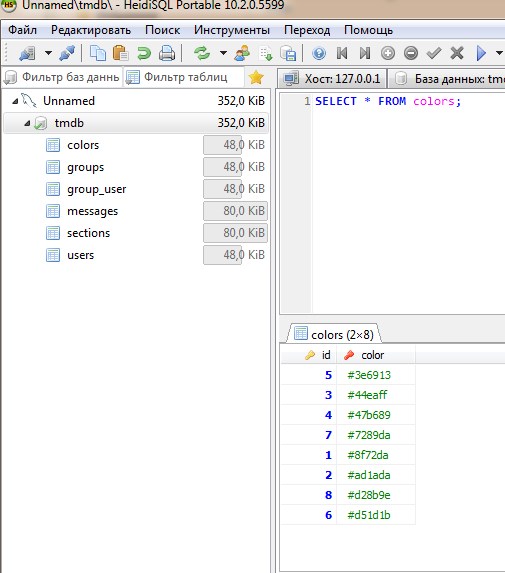 Unnamed\tmdb\ - HeidiSQL Portable 10.2.0.5599
Файл Редактировать Поиск Инструменты Переход Помощь
Фильтр баз даннь Фильтр таблиц
Хост: 127.0.0.1 База данных: tmd
Unnamed 352,0 KiB
tmdb 352,0 KiB
colors 48,0 KiB
groups 48,0 KiB
group_user 48,0 KiB
messages 80,0 KiB
sections 80,0 KiB
users 48,0 KiB
1 SELECT * FROM colors;
colors (2×8)
id color
5 #3e6913
3 #44eaff
4 #47b689
7 #7289da
1 #8f72da
2 #ad1ada
8 #d28b9e
6 #d51d1b